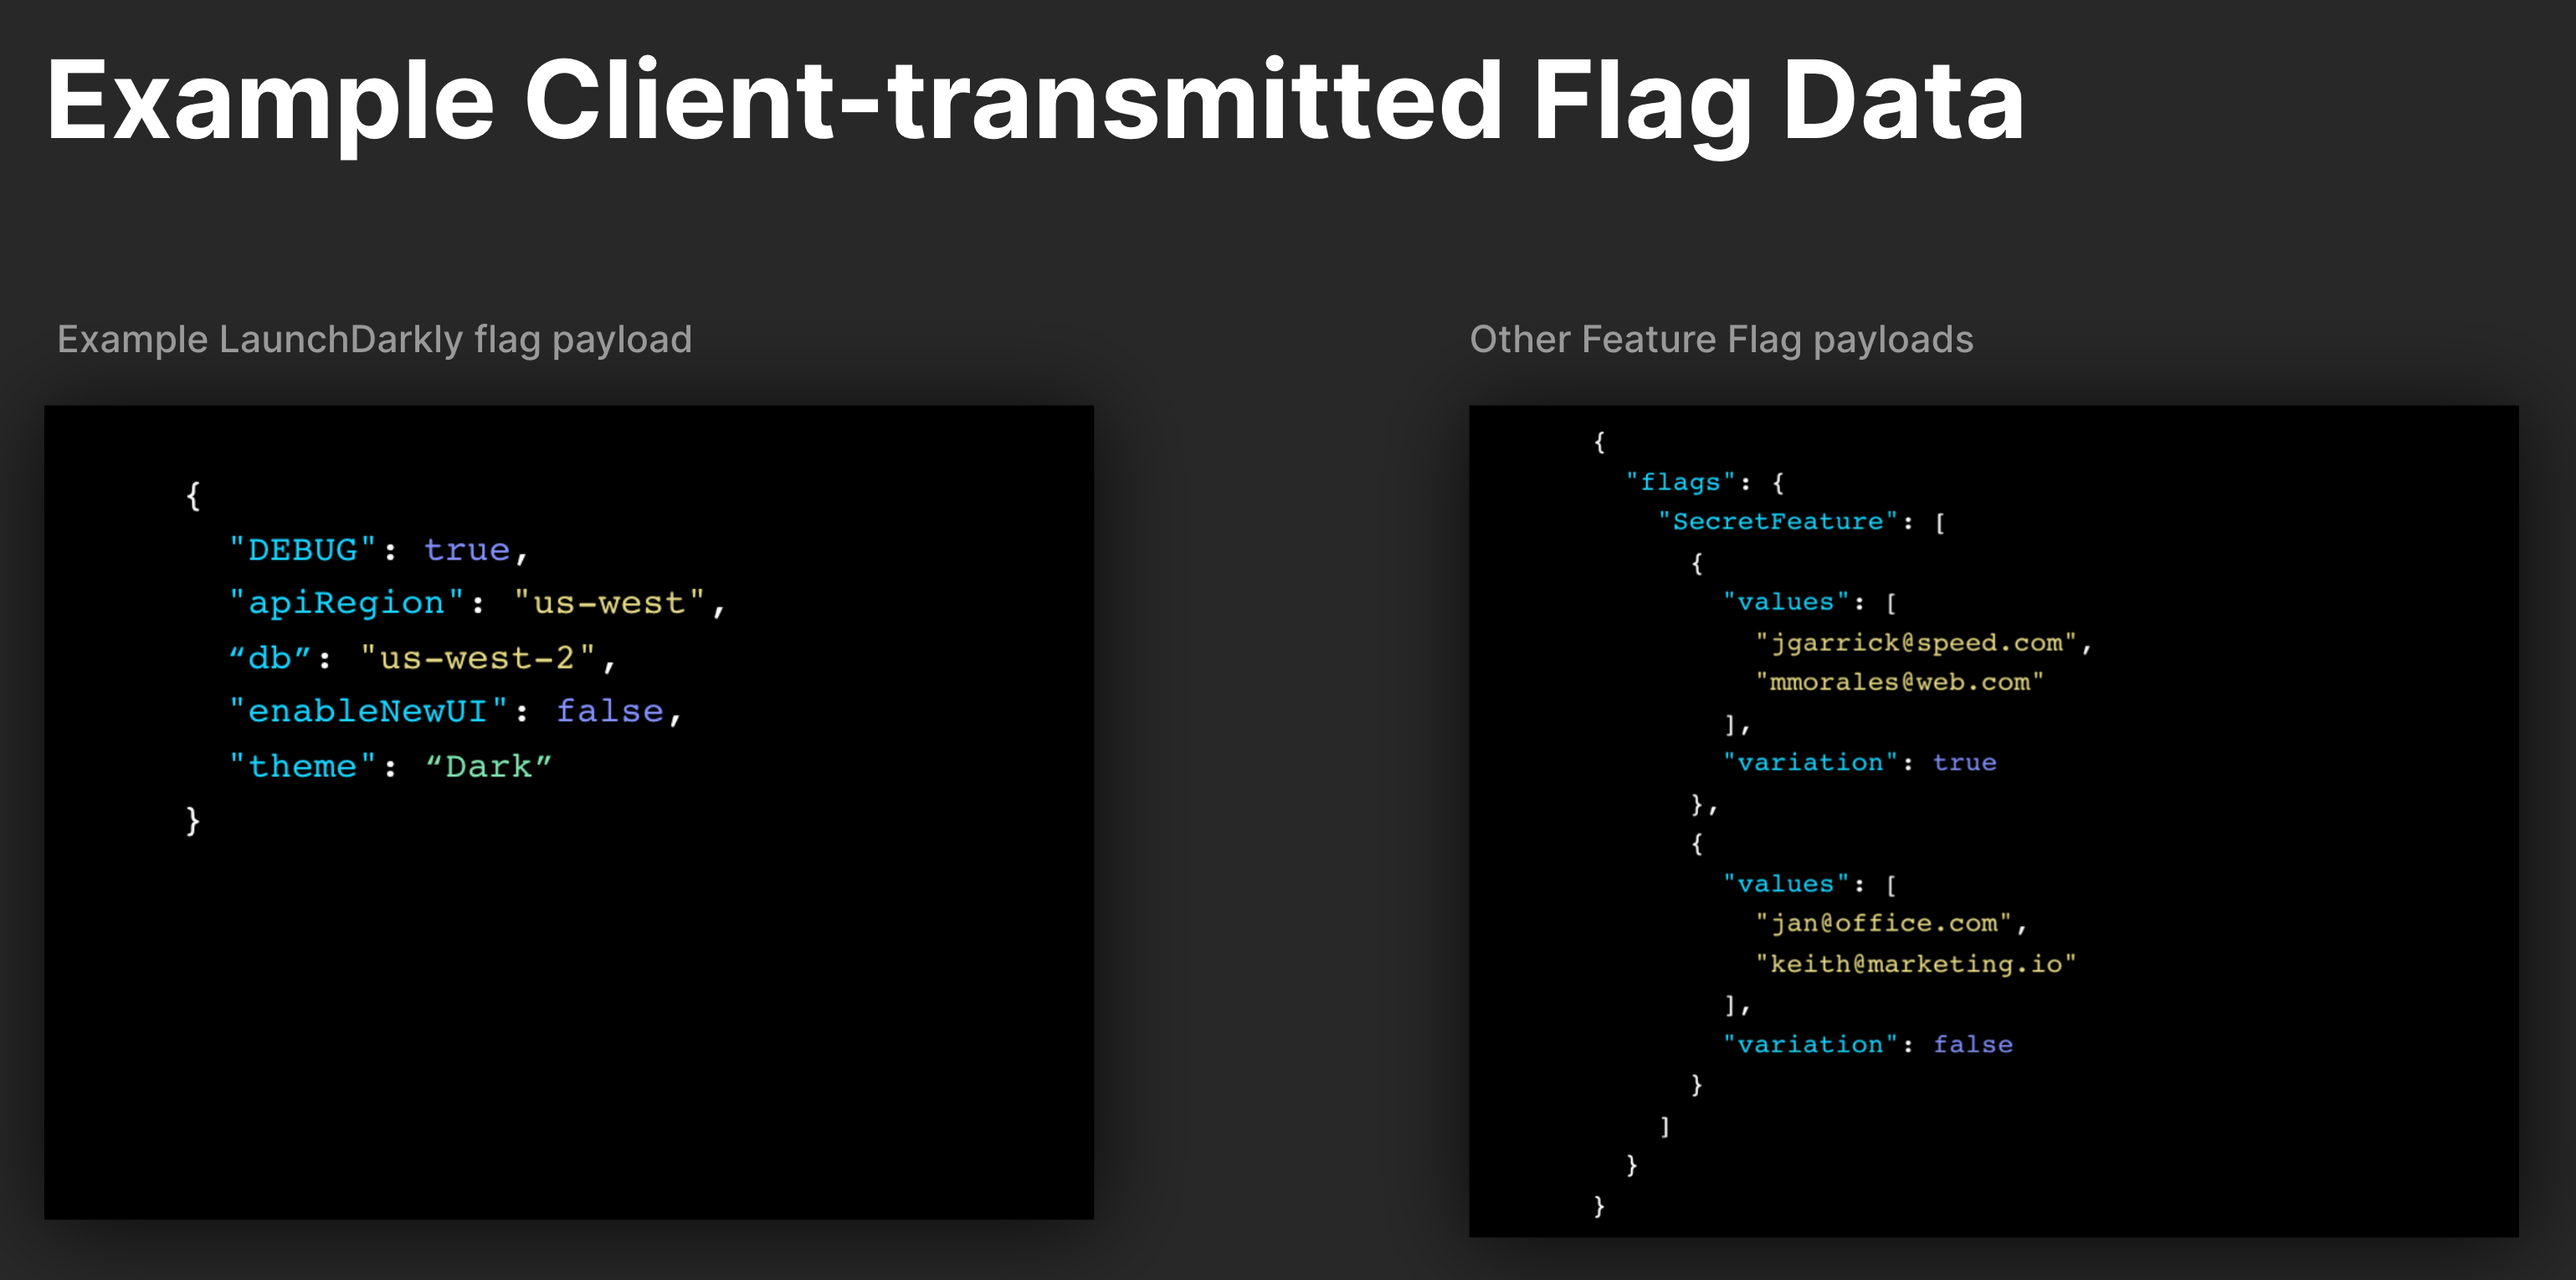 Example Client-transmitted Flag Data
Example LaunchDarkly flag payload
{
  "DEBUG": true,
  "apiRegion": "us-west",
  “db”: "us-west-2",
  "enableNewUI": false,
  "theme": “Dark”
}
Other Feature Flag payloads
{
  "flags": {
    "SecretFeature": [
      {
        "values": [
          "jgarrick@speed.com",
          "mmorales@web.com"
        ],
        "variation": true
      },
      {
        "values": [
          "jan@office.com",
          "keith@marketing.io"
        ],
        "variation": false
      }
    ]
  }
}